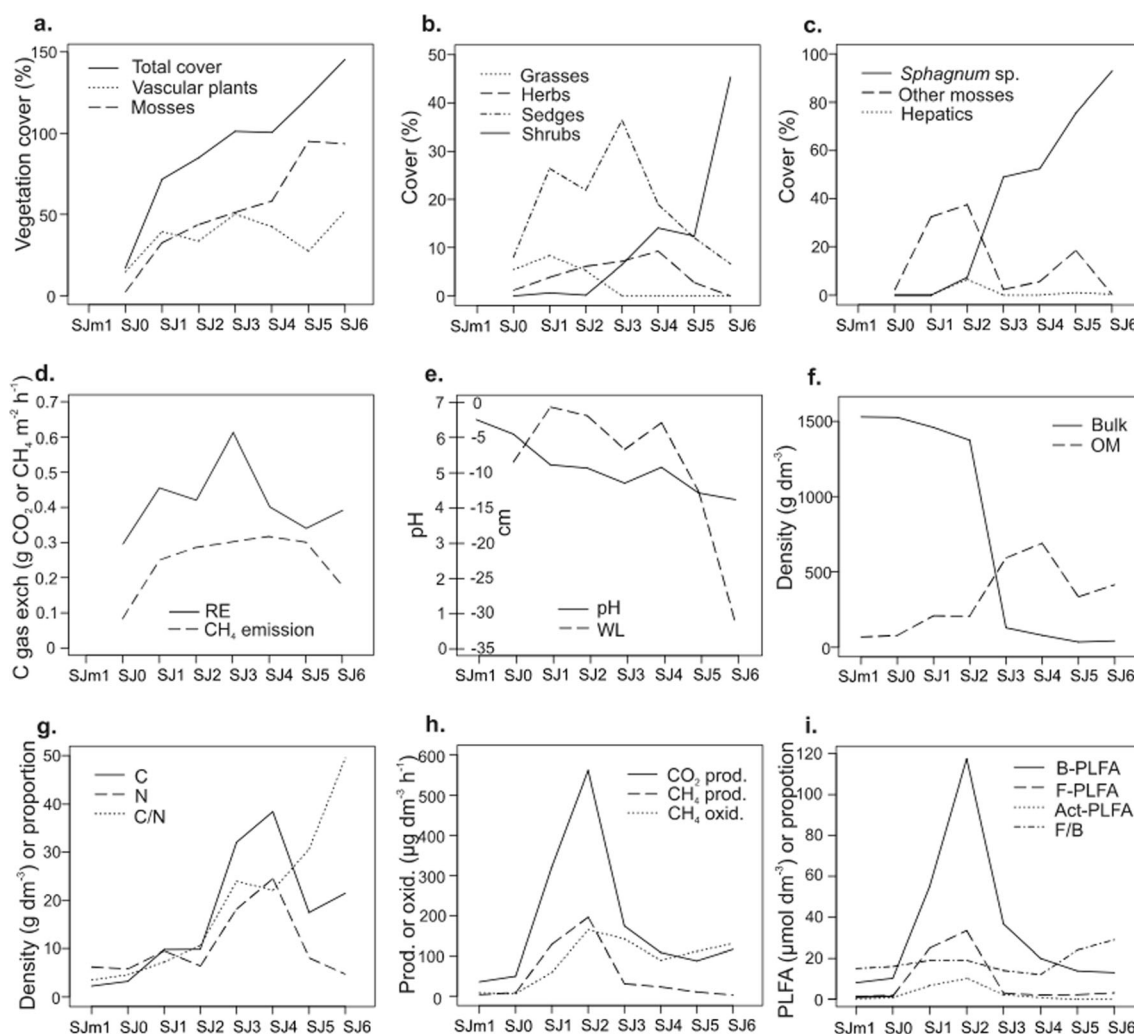 a.
Vegetation cover (%)
150
100
50
0
Total cover
Vascular plants
Mosses
SJm1 SJ0 SJ1 SJ2 SJ3 SJ4 SJ5 SJ6
b.
Cover (%)
50
40
30
20
10
0
Grasses
Herbs
Sedges
Shrubs
SJm1 SJ0 SJ1 SJ2 SJ3 SJ4 SJ5 SJ6
c.
Cover (%)
100
80
60
40
20
0
Sphagnum sp.
Other mosses
Hepatics
SJm1 SJ0 SJ1 SJ2 SJ3 SJ4 SJ5 SJ6
d.
C gas exch (g CO₂ or CH₄ m⁻² h⁻¹)
0.7
0.6
0.5
0.4
0.3
0.2
0.1
0
RE
CH₄ emission
SJm1 SJ0 SJ1 SJ2 SJ3 SJ4 SJ5 SJ6
e.
pH
7
6
5
4
3
2
1
0
cm
0
-5
-10
-15
-20
-25
-30
-35
pH
WL
SJm1 SJ0 SJ1 SJ2 SJ3 SJ4 SJ5 SJ6
f.
Density (g dm⁻³)
1500
1000
500
0
Bulk
OM
SJm1 SJ0 SJ1 SJ2 SJ3 SJ4 SJ5 SJ6
g.
Density (g dm⁻³) or proportion
50
40
30
20
10
0
C
N
C/N
SJm1 SJ0 SJ1 SJ2 SJ3 SJ4 SJ5 SJ6
h.
Prod. or oxid. (µg dm⁻³ h⁻¹)
600
500
400
300
200
100
0
CO₂ prod.
CH₄ prod.
CH₄ oxid.
SJm1 SJ0 SJ1 SJ2 SJ3 SJ4 SJ5 SJ6
i.
PLFA (µmol dm⁻³) or propotion
120
100
80
60
40
20
0
B-PLFA
F-PLFA
Act-PLFA
F/B
SJm1 SJ0 SJ1 SJ2 SJ3 SJ4 SJ5 SJ6